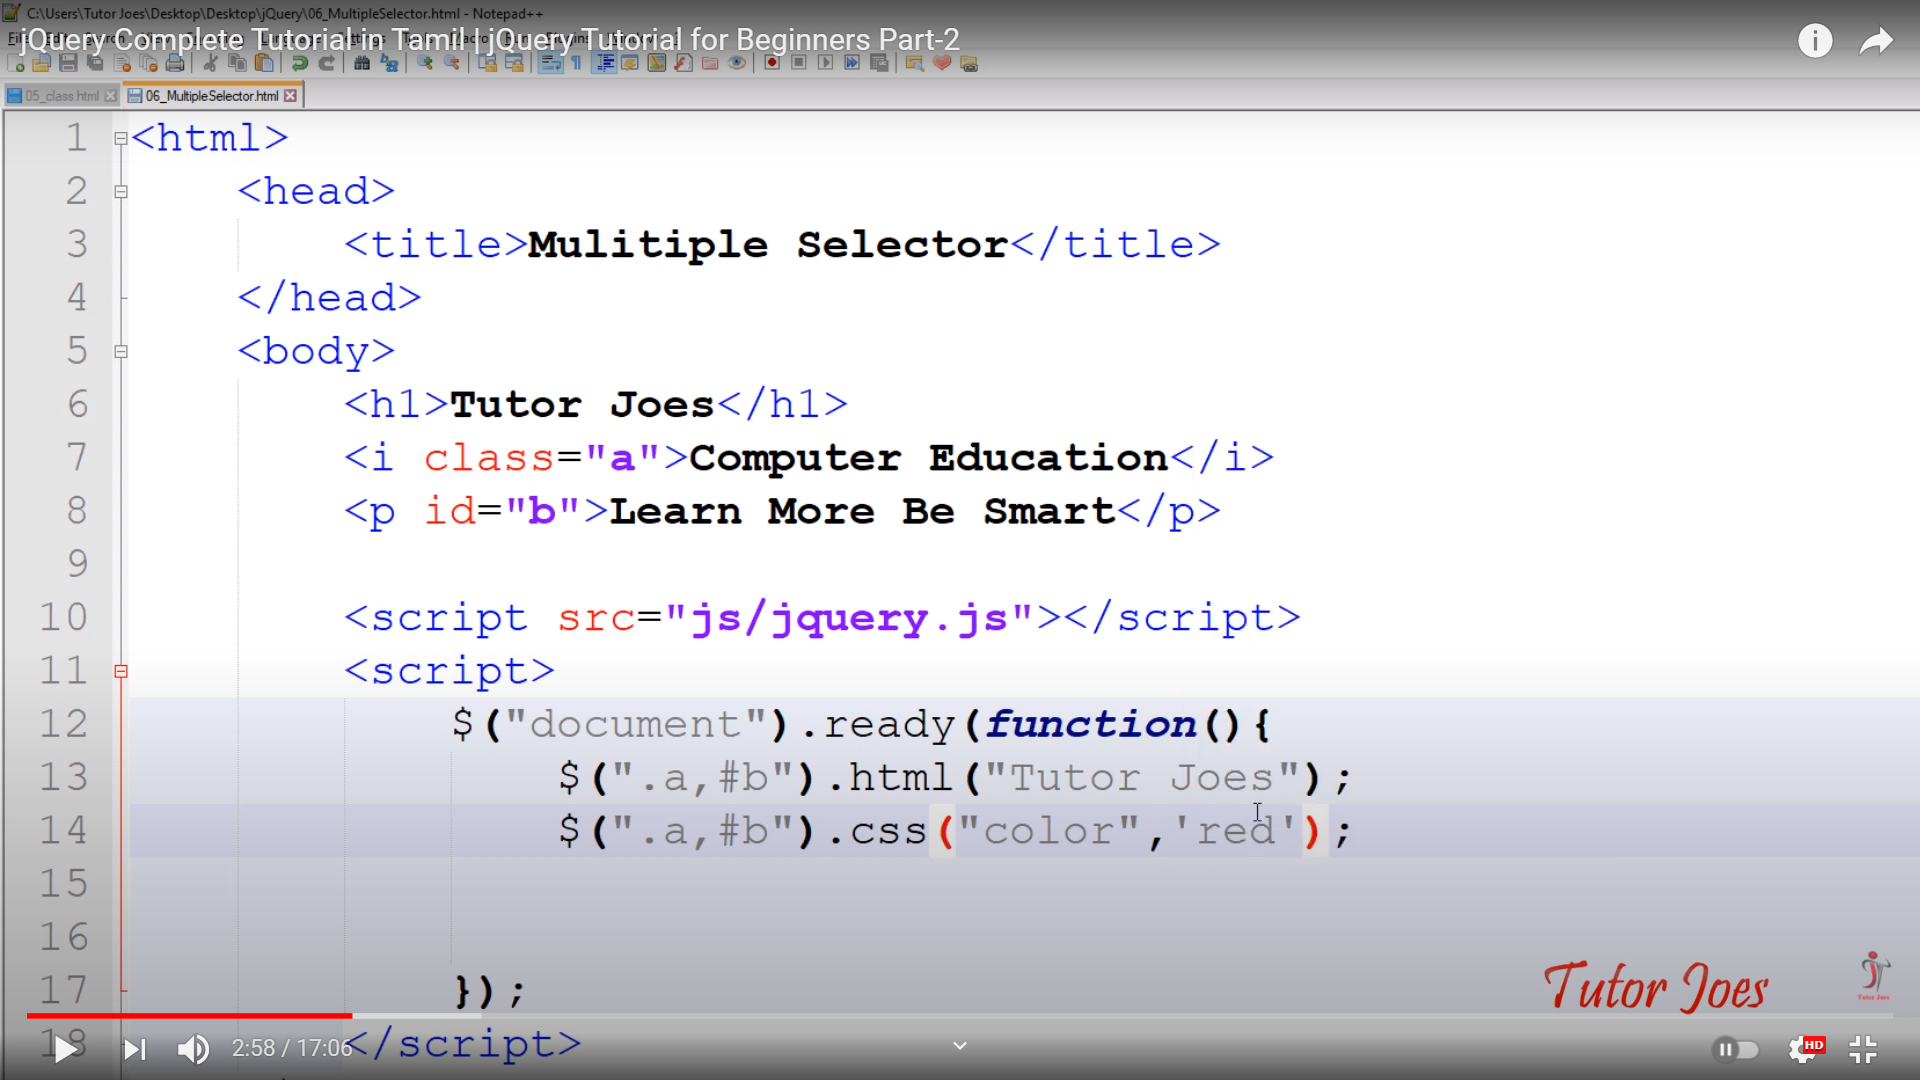 C:\Users\Tutor Joes\Desktop\Desktop\jQuery\06_MultipleSelector.html - Notepad++
jQuery Complete Tutorial in Tamil | jQuery Tutorial for Beginners Part-2
05_class.html
06_MultipleSelector.html
1 <html>
2 <head>
3 <title>Mulitiple Selector</title>
4 </head>
5 <body>
6 <h1>Tutor Joes</h1>
7 <i class="a">Computer Education</i>
8 <p id="b">Learn More Be Smart</p>
9
10 <script src="js/jquery.js"></script>
11 <script>
12 $("document").ready(function(){
13 $(".a,#b").html("Tutor Joes");
14 $(".a,#b").css("color",'red');
15
16
17 });
Tutor Joes
Tutor Joes
18 </script>
2:58 / 17:06
HD